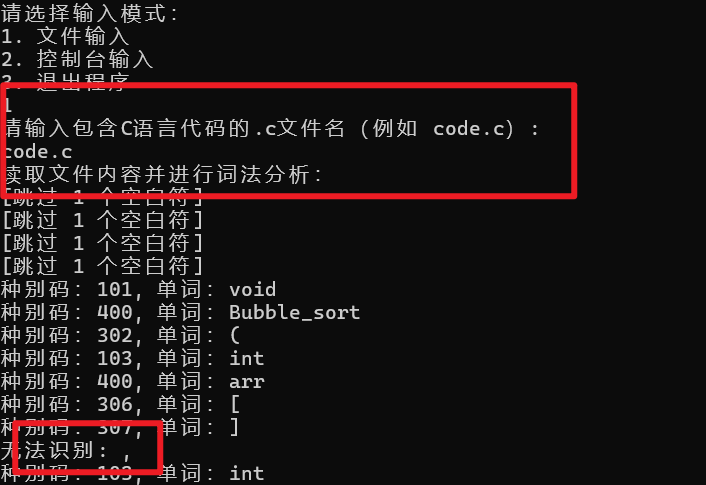 请选择输入模式：
1. 文件输入
2. 控制台输入
3. 退出程序
1
请输入包含C语言代码的.c文件名（例如 code.c）：
code.c
读取文件内容并进行词法分析：
[跳过 1 个空白符]
[跳过 1 个空白符]
[跳过 1 个空白符]
[跳过 1 个空白符]
种别码：101, 单词：void
种别码：400, 单词：Bubble_sort
种别码：302, 单词：(
种别码：103, 单词：int
种别码：400, 单词：arr
种别码：306, 单词：[
种别码：307, 单词：]
无法识别：,
种别码：103, 单词：int